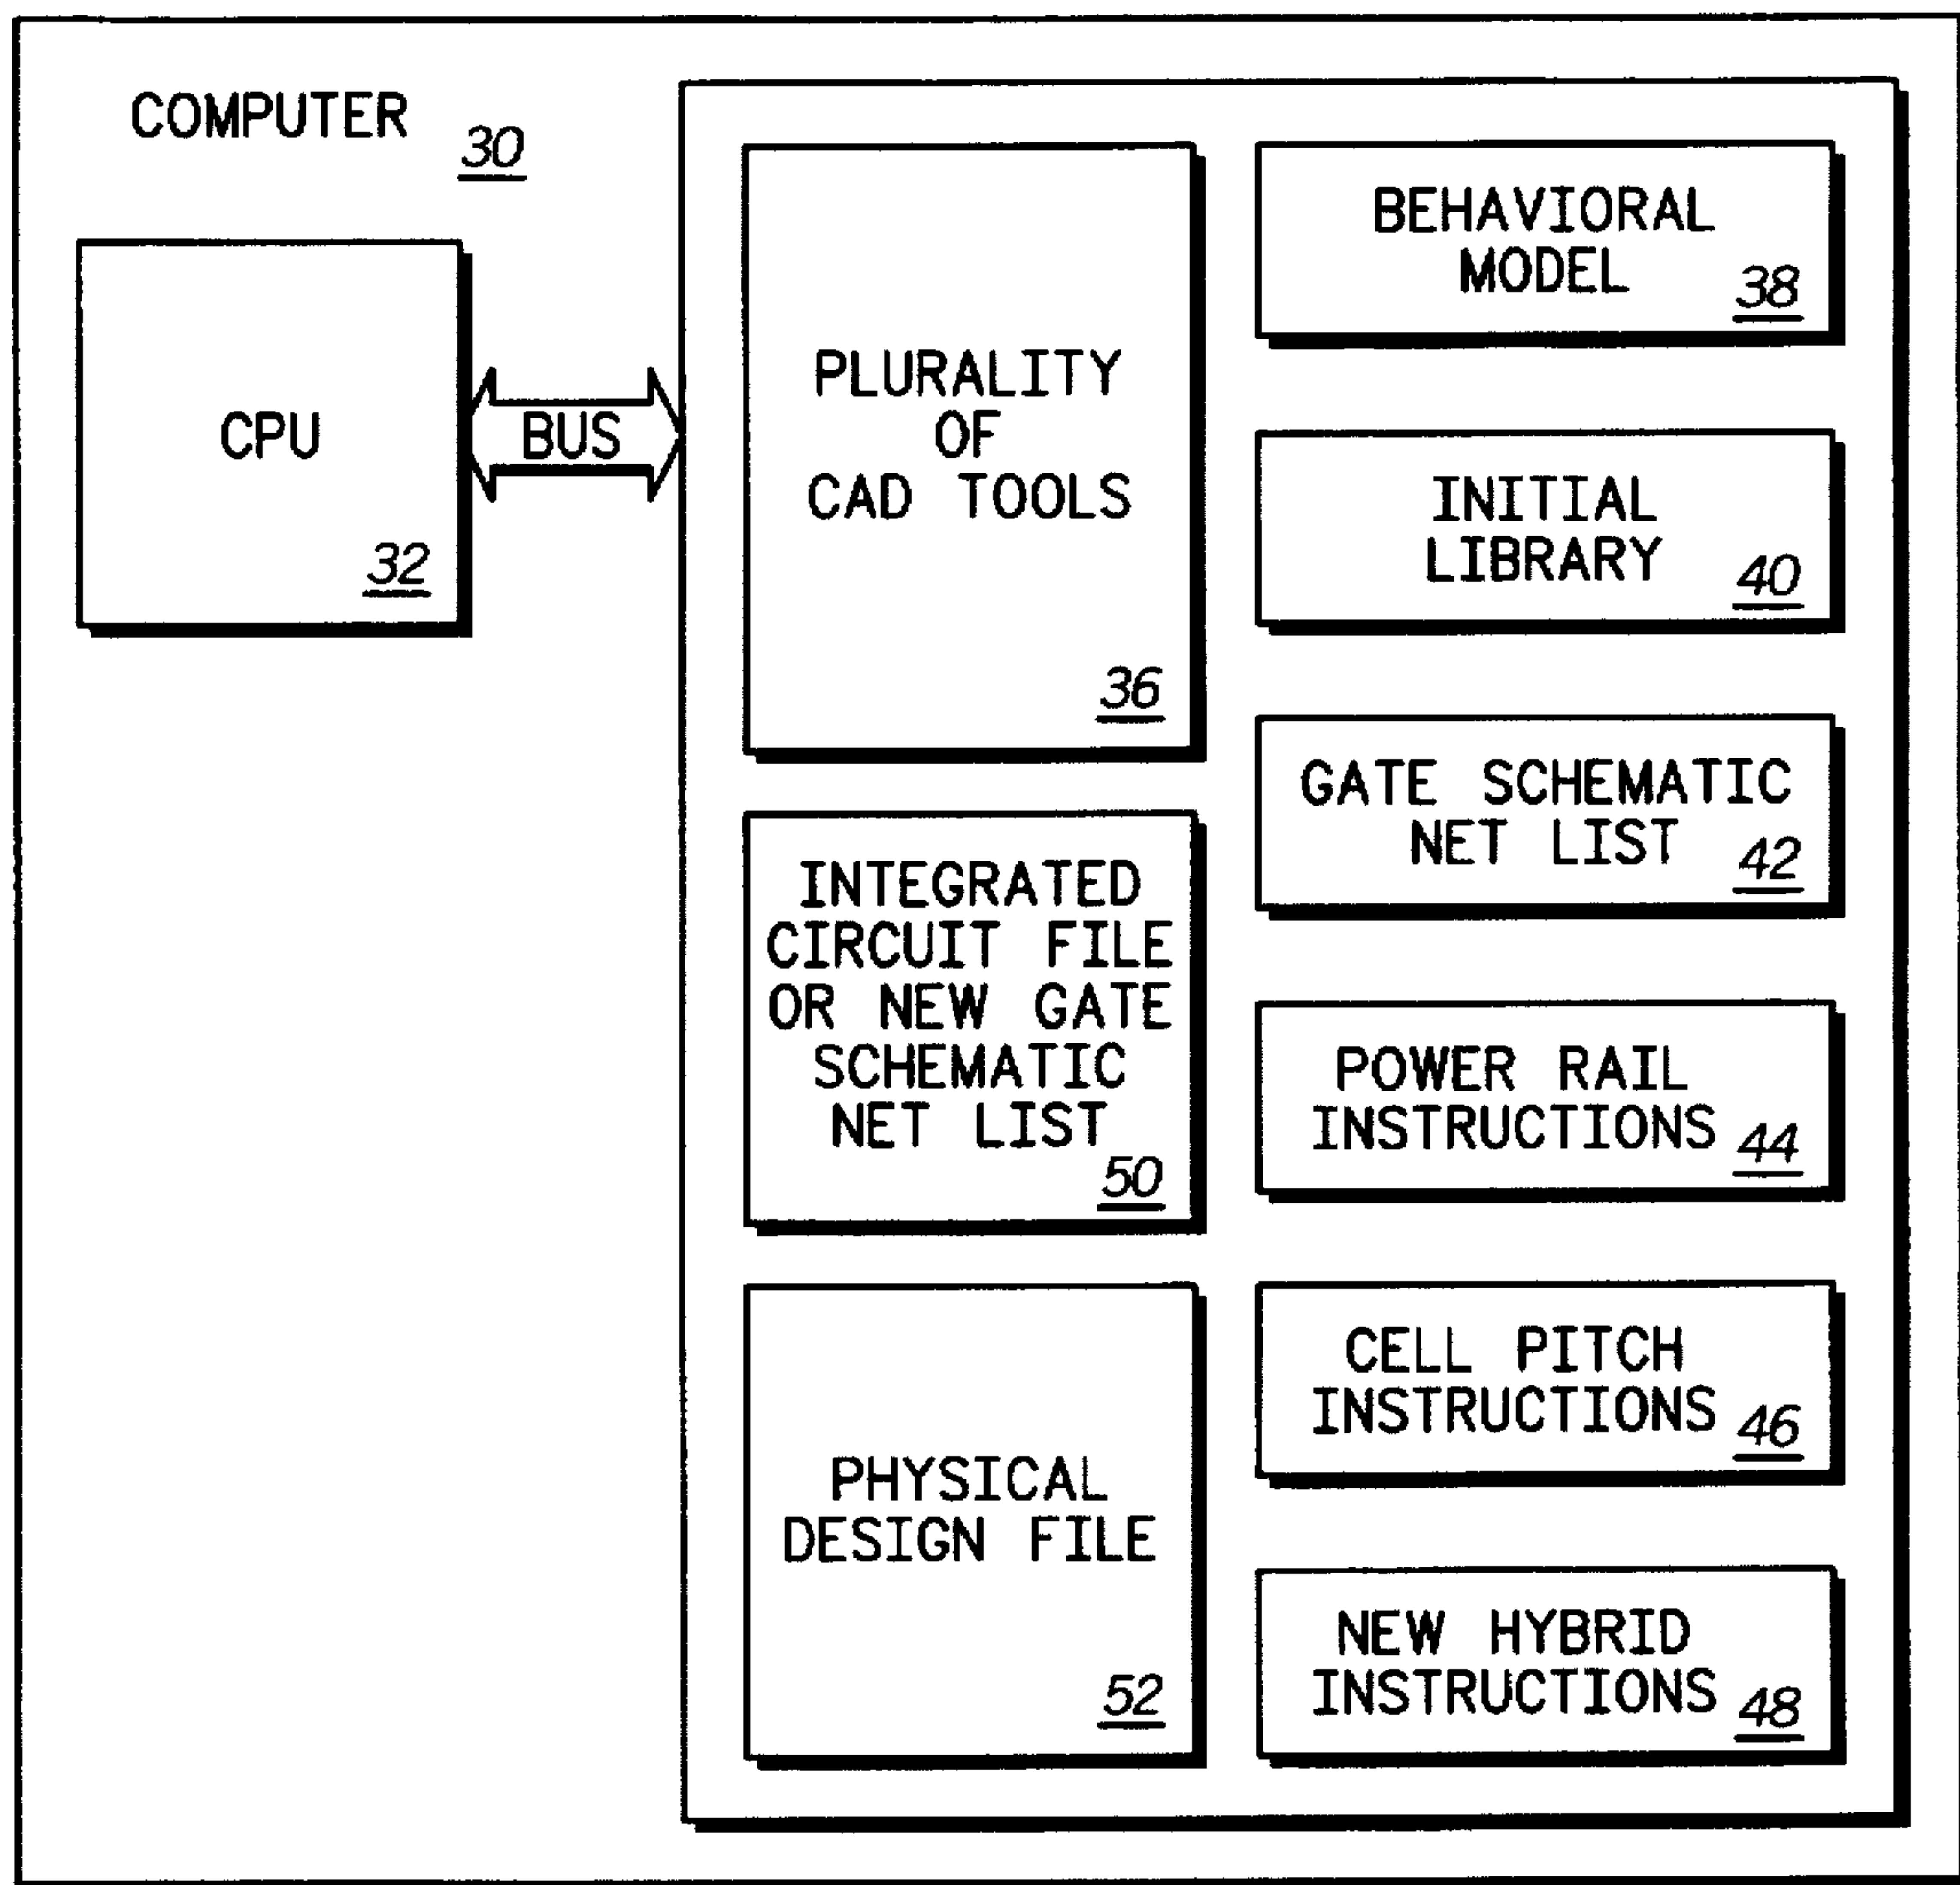 COMPUTER 30
CPU
32
BUS
PLURALITY
OF
CAD TOOLS
36
INTEGRATED
CIRCUIT FILE
OR NEW GATE
SCHEMATIC
NET LIST
50
PHYSICAL
DESIGN FILE
52
BEHAVIORAL
MODEL 38
INITIAL
LIBRARY 40
GATE SCHEMATIC
NET LIST 42
POWER RAIL
INSTRUCTIONS 44
CELL PITCH
INSTRUCTIONS 46
NEW HYBRID
INSTRUCTIONS 48